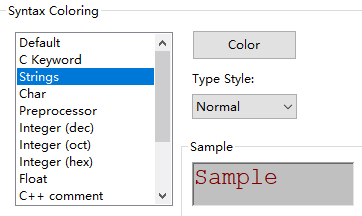 Syntax Coloring
Default
C Keyword
Strings
Char
Preprocessor
Integer (dec)
Integer (oct)
Integer (hex)
Float
C++ comment
Color
Type Style:
Normal
Sample
Sample